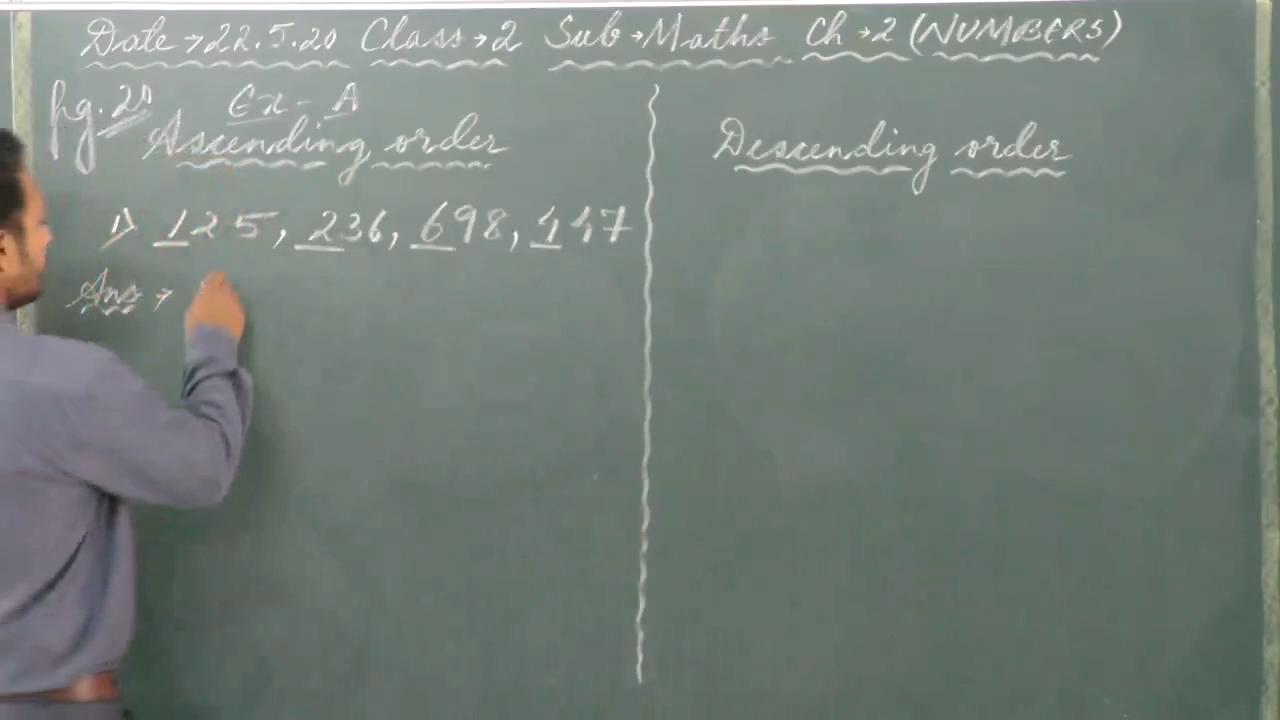 Date → 22.5.20 Class → 2 Sub → Maths Ch → 2 (NUMBERS)
Pg. 20 Ex - A
Ascending order
1) 125, 236, 698, 447
Ans →
Descending order